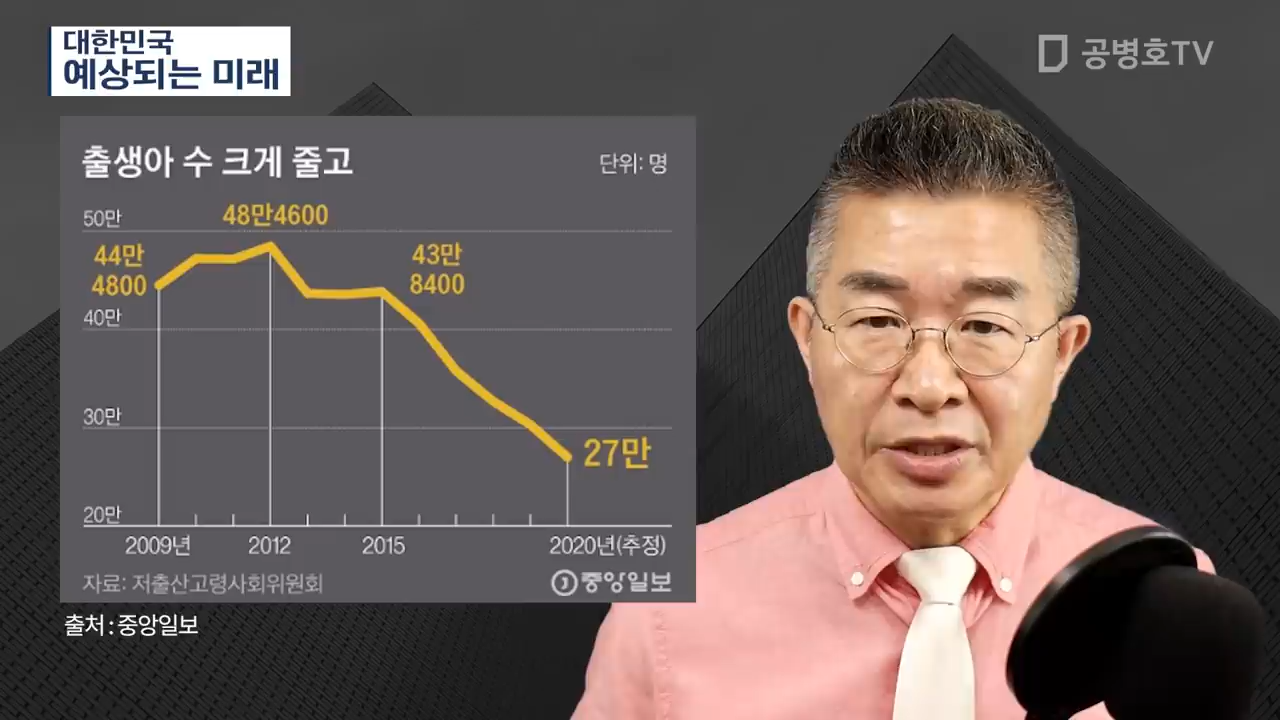 대한민국
예상되는 미래
공병호TV
출생아 수 크게 줄고
단위: 명
50만
48만4600
44만
4800
43만
8400
40만
30만
27만
20만
2009년
2012
2015
2020년(추정)
자료: 저출산고령사회위원회
중앙일보
출처 : 중앙일보